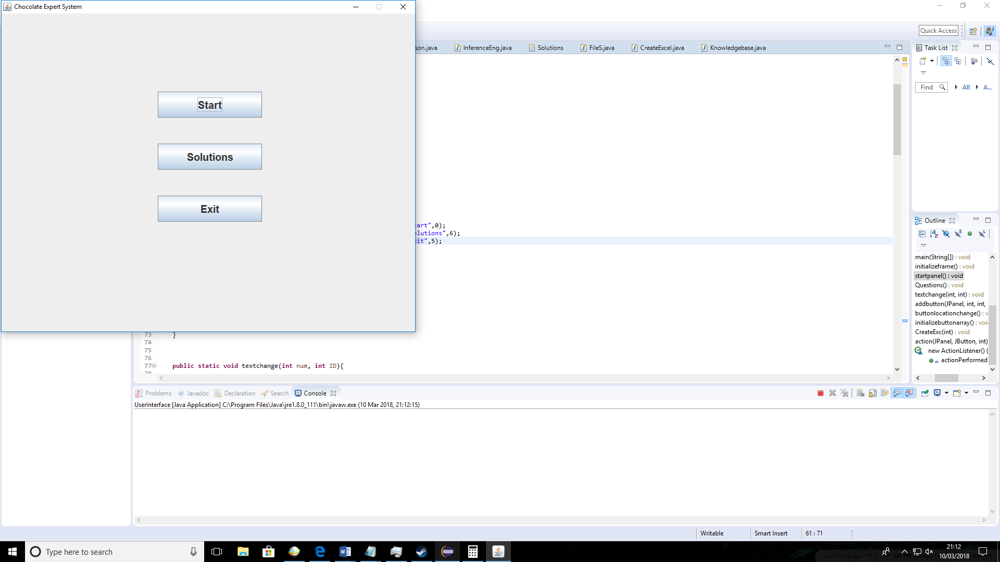 Chocolate Expert System
Start
Solutions
Exit
Quick Access
son.java
InferenceEng.java
Solutions
FileS.java
CreateExcel.java
Knowledgebase.java
tart",0);
olutions",6);
xit",5);
73 }
74
75
76
77 public static void textchange(int num, int ID){
78
Task List
Find
All
A...
Outline
main(String[]) : void
initializeframe() : void
startpanel() : void
Questions() : void
textchange(int, int) : void
addbutton(JPanel, int, int,
buttonlocationchange() : v
initializebuttonarray() : voi
CreateExc(int) : void
action(JPanel, JButton, int)
new ActionListener() {
actionPerformed
Problems
@ Javadoc
Declaration
Search
Console
UserInterface [Java Application] C:\Program Files\Java\jre1.8.0_111\bin\javaw.exe (10 Mar 2018, 21:12:15)
Writable
Smart Insert
61 : 71
Type here to search
21:12
10/03/2018